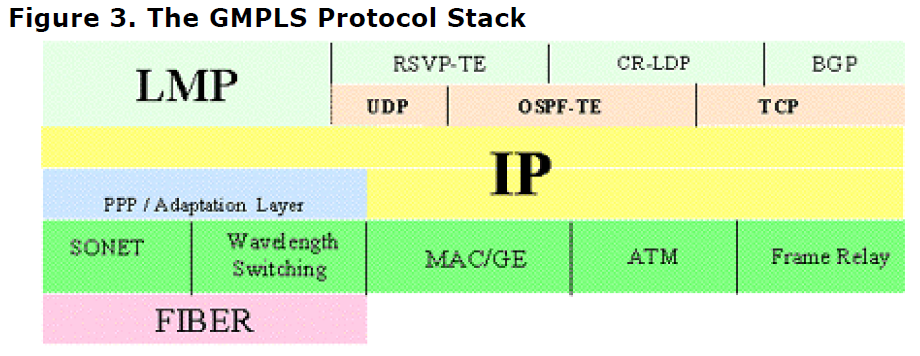 Figure 3. The GMPLS Protocol Stack
LMP
RSVP-TE
CR-LDP
BGP
UDP
OSPF-TE
TCP
IP
PPP / Adaptation Layer
SONET
Wavelength
Switching
MAC/GE
ATM
Frame Relay
FIBER